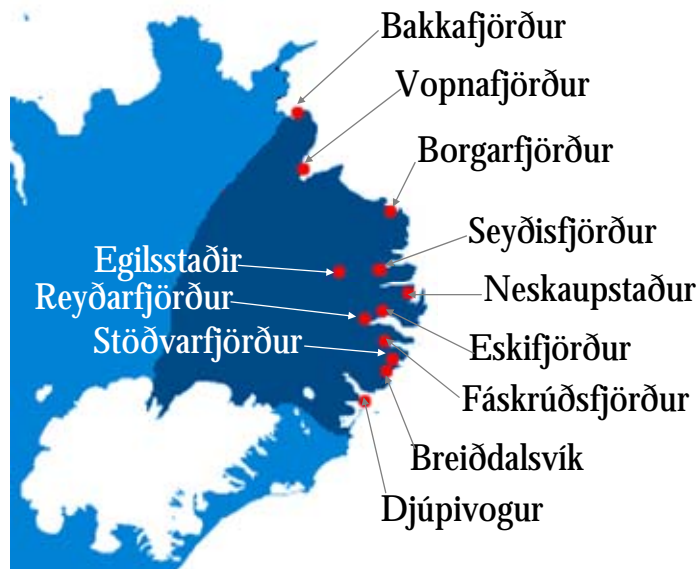 Bakkafjörður
Vopnafjörður
Borgarfjörður
Seyðisfjörður
Egilsstaðir
Neskaupstaður
Reyðarfjörður
Stöðvarfjörður
Eskifjörður
Fáskrúðsfjörður
Breiðdalsvík
Djúpivogur